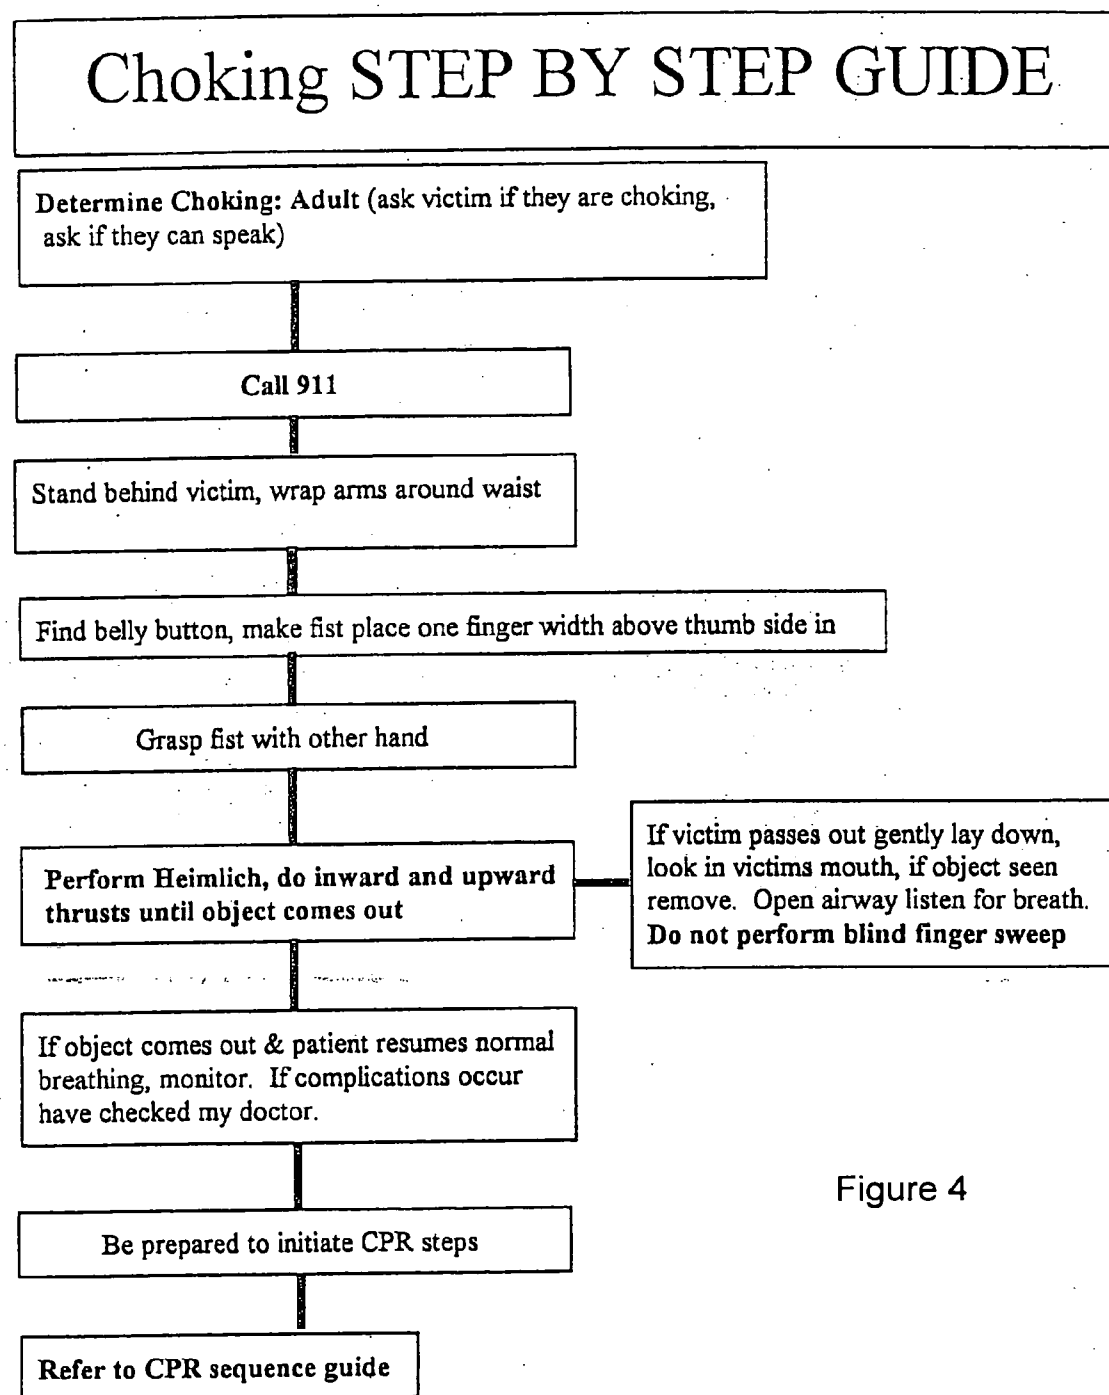 Choking STEP BY STEP GUIDE
Determine Choking: Adult (ask victim if they are choking,
ask if they can speak)
Call 911
Stand behind victim, wrap arms around waist
Find belly button, make fist place one finger width above thumb side in
Grasp fist with other hand
Perform Heimlich, do inward and upward
thrusts until object comes out
If victim passes out gently lay down,
look in victims mouth, if object seen
remove. Open airway listen for breath.
Do not perform blind finger sweep
If object comes out & patient resumes normal
breathing, monitor. If complications occur
have checked my doctor.
Be prepared to initiate CPR steps
Refer to CPR sequence guide
Figure 4